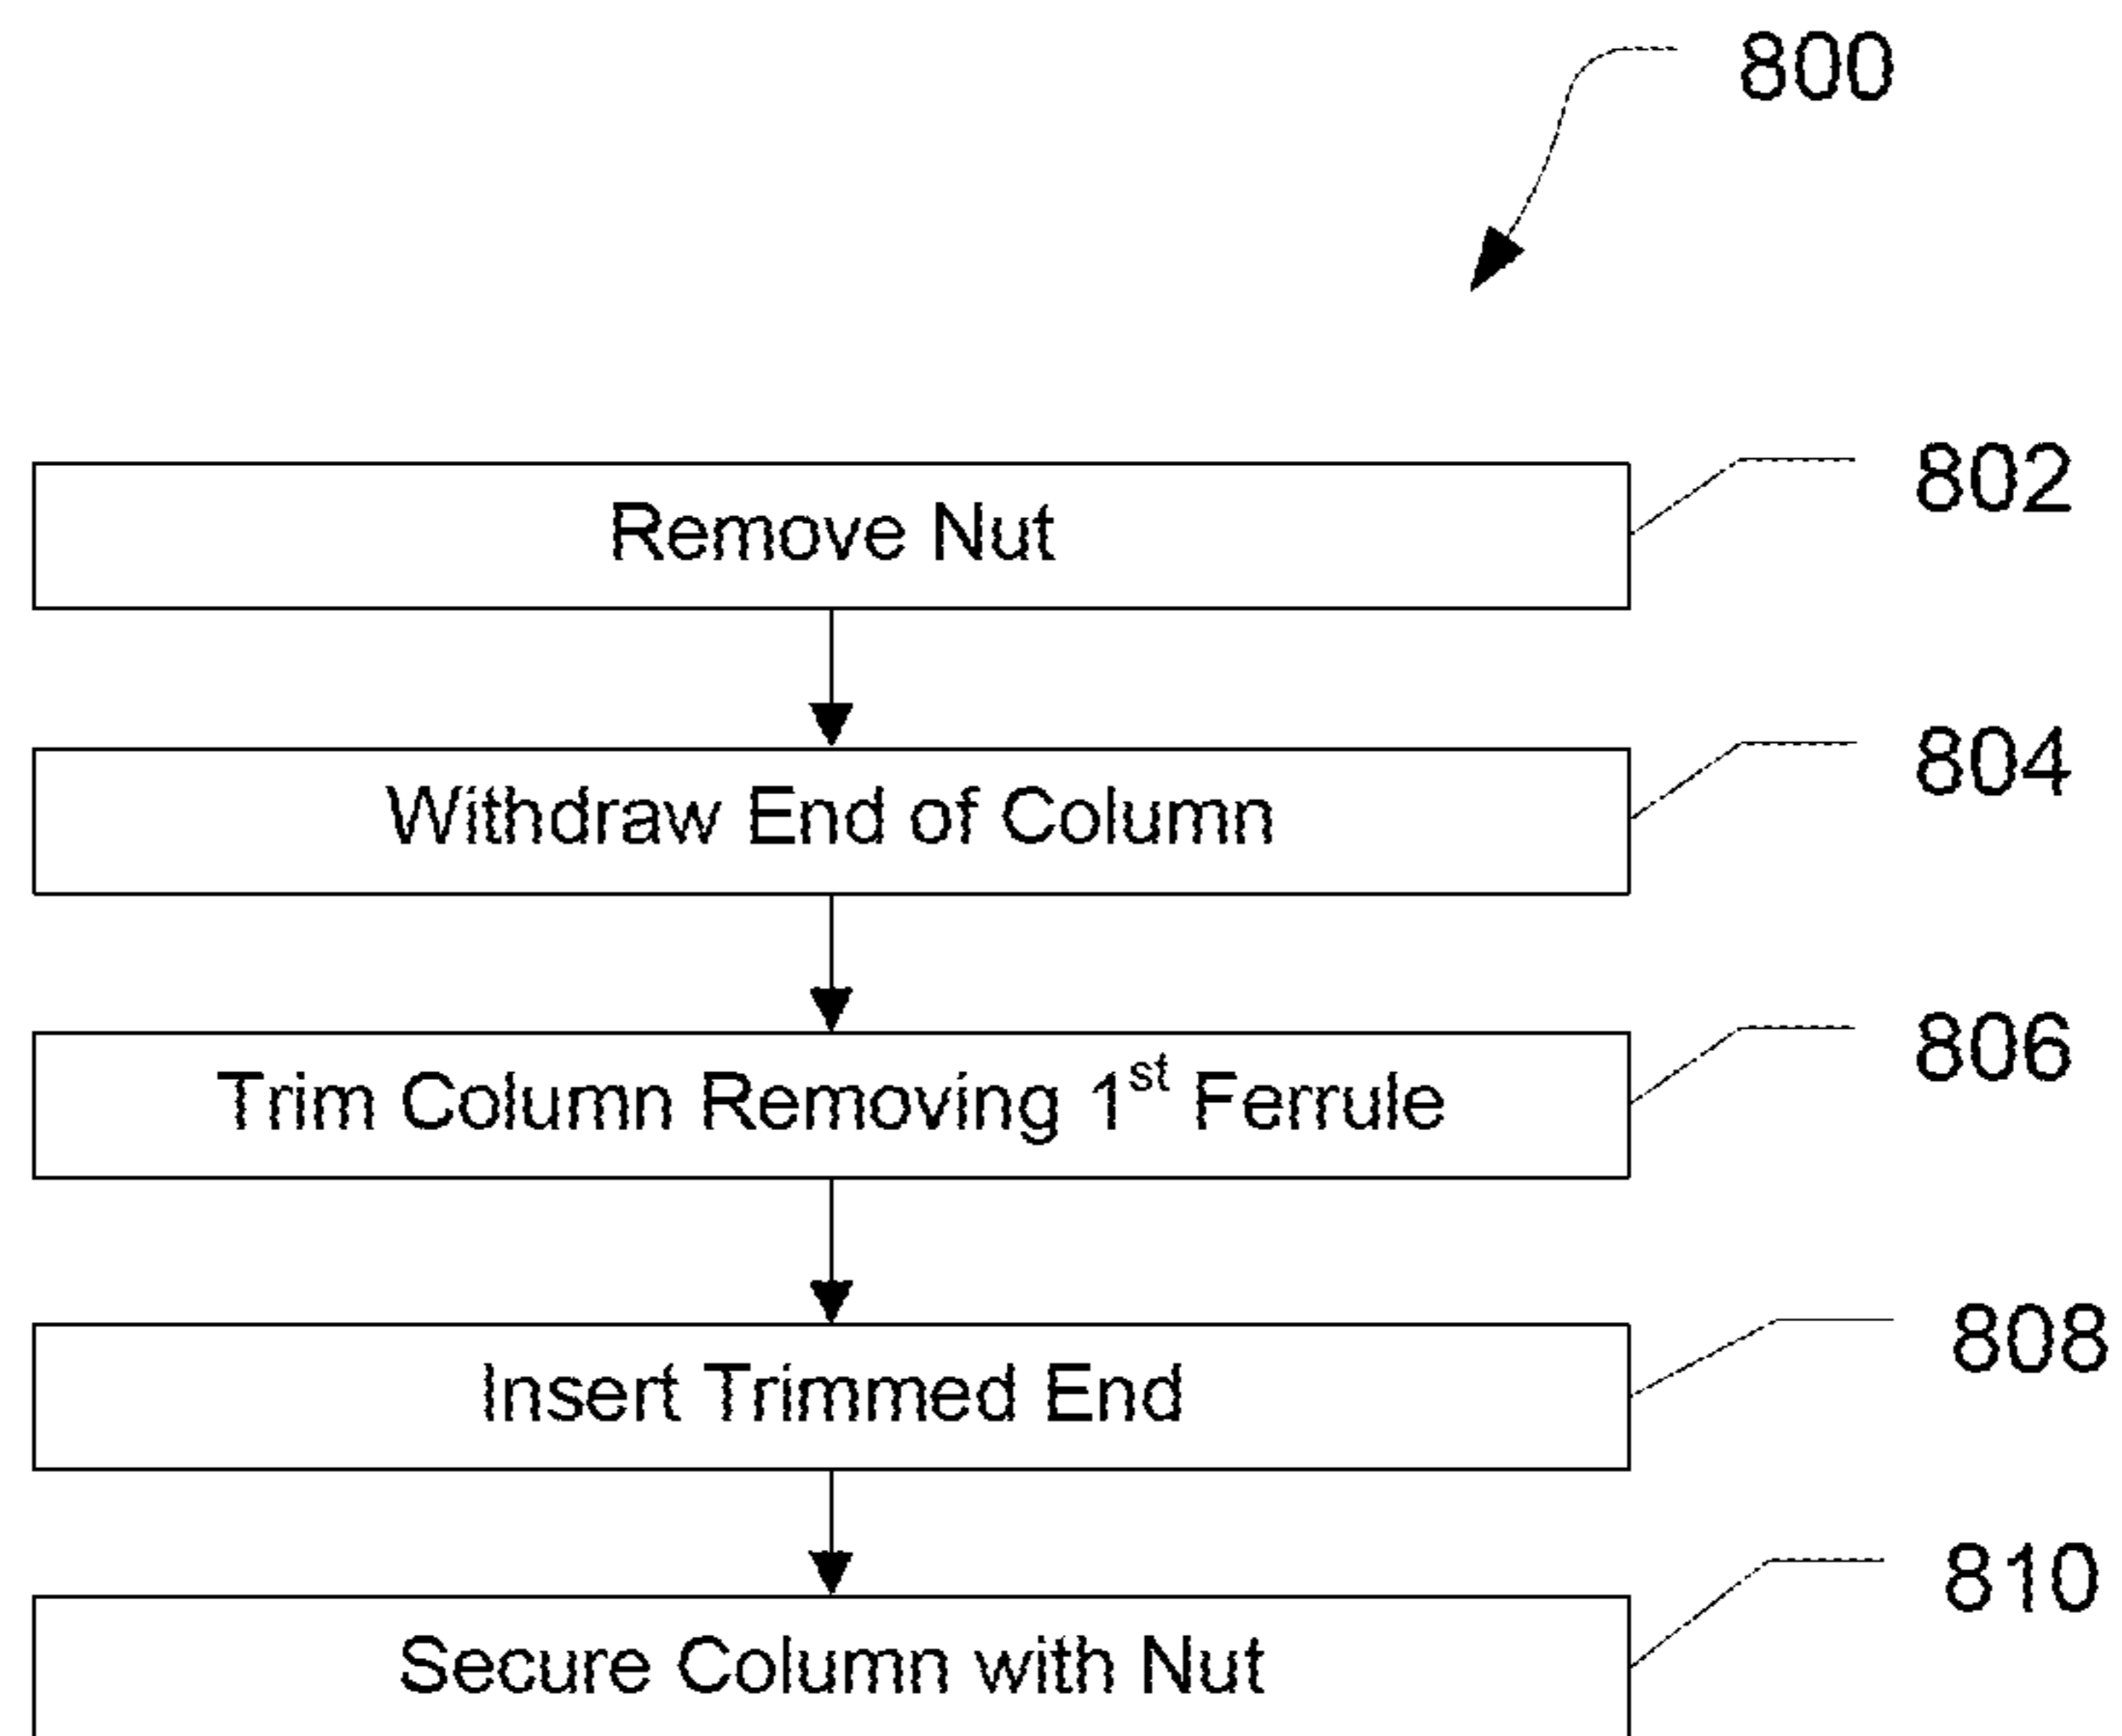 800
Remove Nut
802
Withdraw End of Column
804
Trim Column Removing 1st Ferrule
806
Insert Trimmed End
808
Secure Column with Nut
810